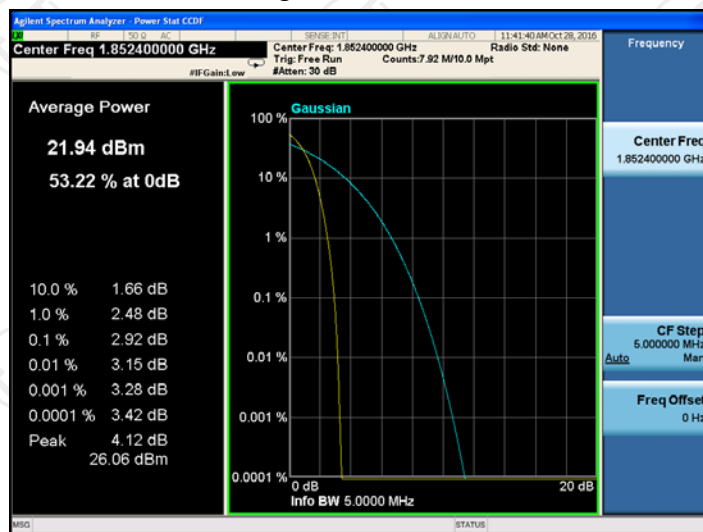 Agilent Spectrum Analyzer - Power Stat CCDF
RF 50 Ω AC SENSE:INT ALIGN AUTO 11:41:40 AM Oct 28, 2016
Center Freq 1.852400000 GHz
Center Freq: 1.852400000 GHz Radio Std: None
Trig: Free Run Counts:7.92 M/10.0 Mpt
#IFGain:Low #Atten: 30 dB
Frequency
Average Power
21.94 dBm
53.22 % at 0dB
10.0 % 1.66 dB
1.0 % 2.48 dB
0.1 % 2.92 dB
0.01 % 3.15 dB
0.001 % 3.28 dB
0.0001 % 3.42 dB
Peak 4.12 dB
26.06 dBm
Gaussian
100 %
10 %
1 %
0.1 %
0.01 %
0.001 %
0.0001 %
0 dB 20 dB
Info BW 5.0000 MHz
Center Freq
1.852400000 GHz
CF Step
5.000000 MHz
Auto Man
Freq Offset
0 Hz
MSG STATUS